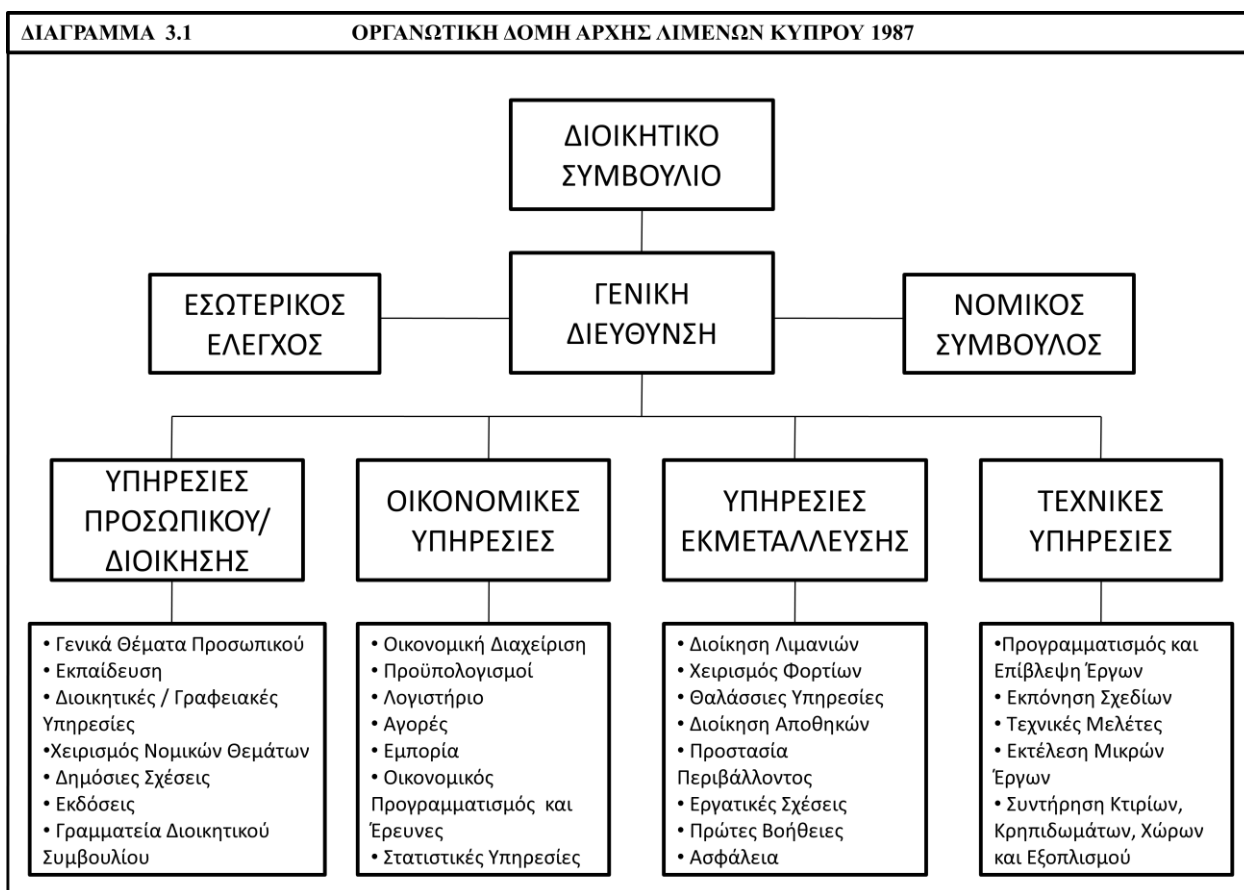 ΔΙΑΓΡΑΜΜΑ 3.1 ΟΡΓΑΝΩΤΙΚΗ ΔΟΜΗ ΑΡΧΗΣ ΛΙΜΕΝΩΝ ΚΥΠΡΟΥ 1987
ΔΙΟΙΚΗΤΙΚΟ
ΣΥΜΒΟΥΛΙΟ
ΕΣΩΤΕΡΙΚΟΣ
ΕΛΕΓΧΟΣ
ΓΕΝΙΚΗ
ΔΙΕΥΘΥΝΣΗ
ΝΟΜΙΚΟΣ
ΣΥΜΒΟΥΛΟΣ
ΥΠΗΡΕΣΙΕΣ
ΠΡΟΣΩΠΙΚΟΥ/
ΔΙΟΙΚΗΣΗΣ
ΟΙΚΟΝΟΜΙΚΕΣ
ΥΠΗΡΕΣΙΕΣ
ΥΠΗΡΕΣΙΕΣ
ΕΚΜΕΤΑΛΛΕΥΣΗΣ
ΤΕΧΝΙΚΕΣ
ΥΠΗΡΕΣΙΕΣ
• Γενικά Θέματα Προσωπικού
• Εκπαίδευση
• Διοικητικές / Γραφειακές
Υπηρεσίες
•Χειρισμός Νομικών Θεμάτων
• Δημόσιες Σχέσεις
• Εκδόσεις
• Γραμματεία Διοικητικού
Συμβουλίου
• Οικονομική Διαχείριση
• Προϋπολογισμοί
• Λογιστήριο
• Αγορές
• Εμπορία
• Οικονομικός
Προγραμματισμός και
Έρευνες
• Στατιστικές Υπηρεσίες
• Διοίκηση Λιμανιών
• Χειρισμός Φορτίων
• Θαλάσσιες Υπηρεσίες
• Διοίκηση Αποθηκών
• Προστασία
Περιβάλλοντος
• Εργατικές Σχέσεις
• Πρώτες Βοήθειες
• Ασφάλεια
•Προγραμματισμός και
Επίβλεψη Έργων
• Εκπόνηση Σχεδίων
• Τεχνικές Μελέτες
• Εκτέλεση Μικρών
Έργων
• Συντήρηση Κτιρίων,
Κρηπιδωμάτων, Χώρων
και Εξοπλισμού